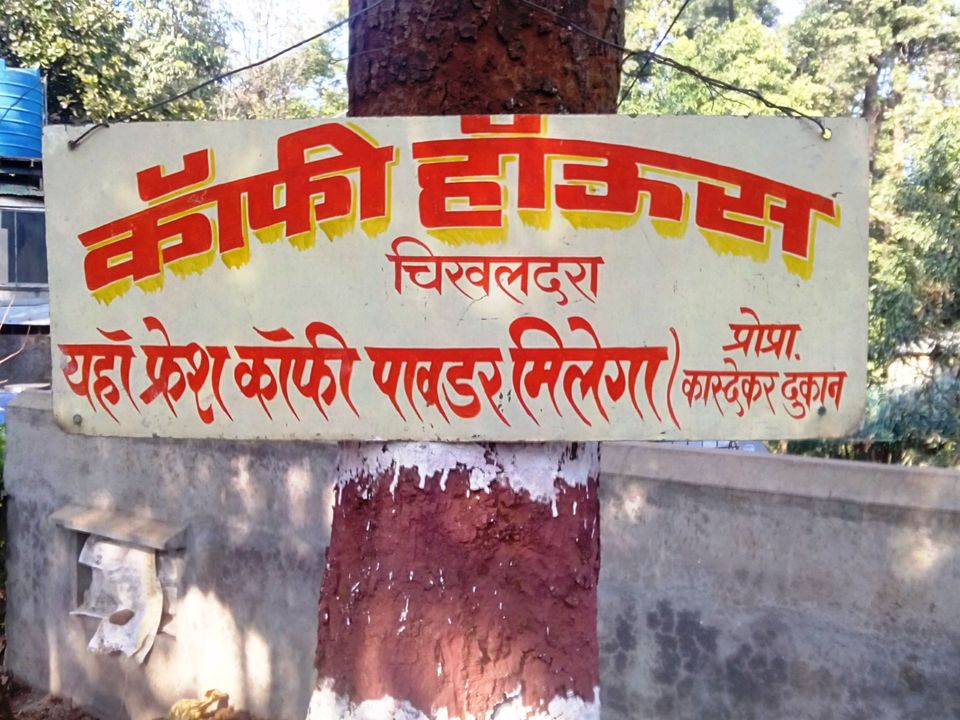 कॉफी हॉऊस
चिखलदरा
यहाॅ फ्रेश कॉफी पावडर मिलेगा)
प्रोप्रा.
कास्देकर दुकान